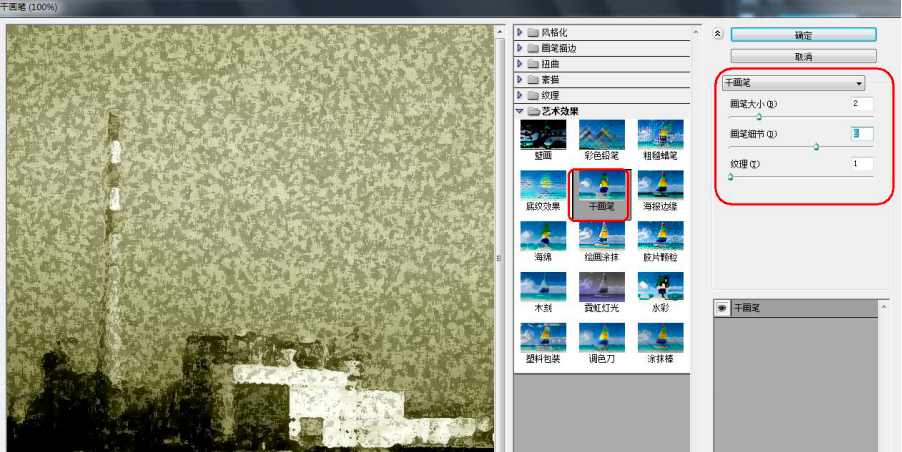 干画笔 (100%)
风格化
画笔描边
扭曲
素描
纹理
艺术效果
壁画 彩色铅笔 粗糙蜡笔
底纹效果 干画笔 海报边缘
海绵 绘画涂抹 胶片颗粒
木刻 霓虹灯光 水彩
塑料包装 调色刀 涂抹棒
确定
取消
干画笔
画笔大小(B) 2
画笔细节(D)
纹理(T) 1
干画笔